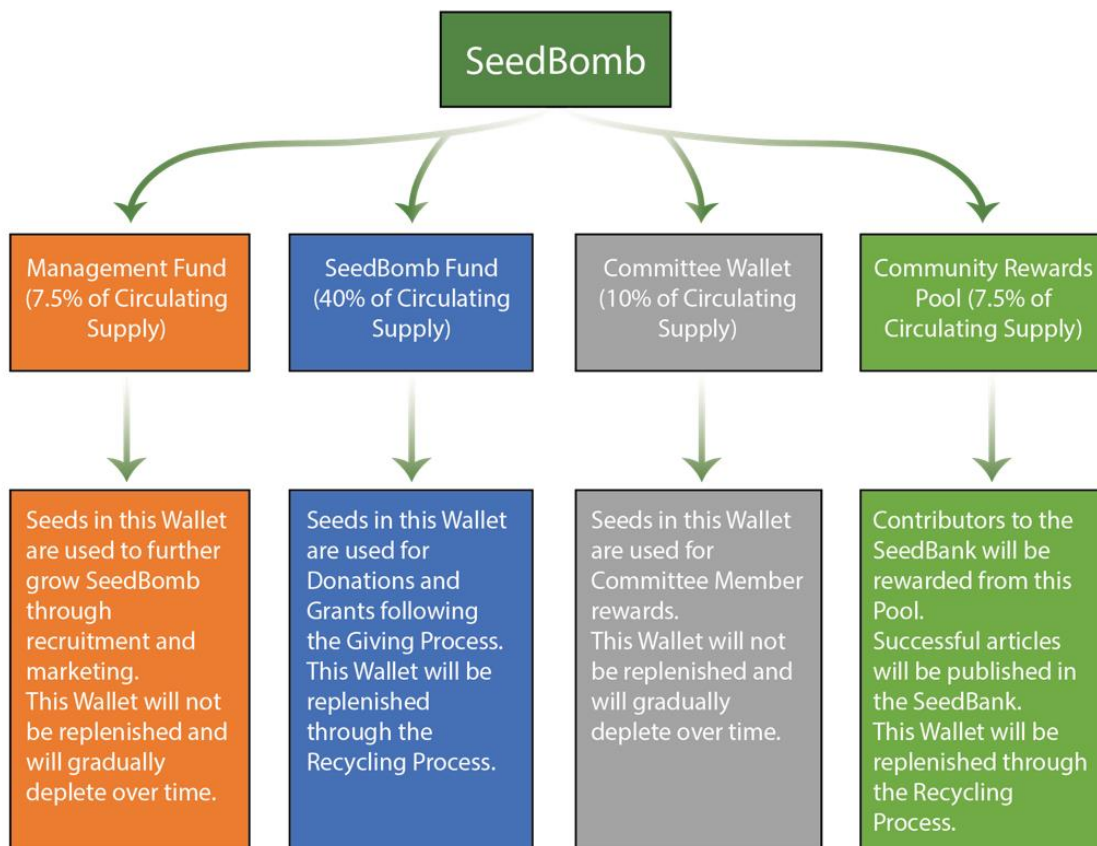 SeedBomb
Management Fund
(7.5% of Circulating
Supply)
SeedBomb Fund
(40% of Circulating
Supply)
Committee Wallet
(10% of Circulating
Supply)
Community Rewards
Pool (7.5% of
Circulating Supply)
Seeds in this Wallet
are used to further
grow SeedBomb
through
recruitment and
marketing.
This Wallet will not
be replenished and
will gradually
deplete over time.
Seeds in this Wallet
are used for
Donations and
Grants following
the Giving Process.
This Wallet will be
replenished
through the
Recycling Process.
Seeds in this Wallet
are used for
Committee Member
rewards.
This Wallet will not
be replenished and
will gradually
deplete over time.
Contributors to the
SeedBank will be
rewarded from this
Pool.
Successful articles
will be published in
the SeedBank.
This Wallet will be
replenished through
the Recycling
Process.